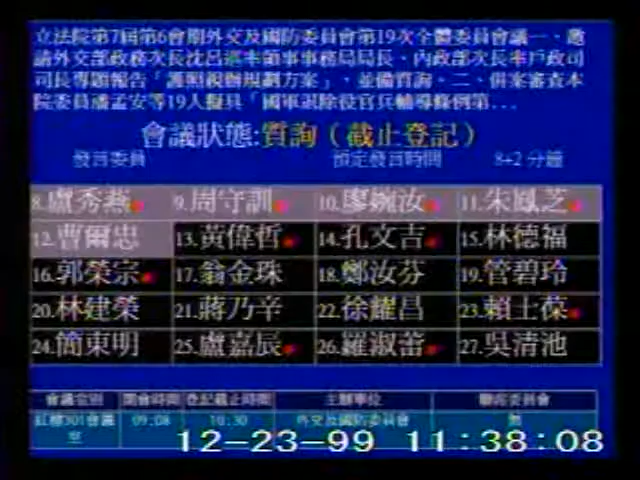 立法院第7屆第6會期外交及國防委員會第19次全體委員會議一、邀
請外交部政務次長沈呂巡率領事事務局局長、內政部次長率戶政司
司長專題報告「護照親辦規劃方案」，並備質詢。二、併案審查本
院委員潘孟安等19人擬具「國軍退除役官兵輔導條例第...
會議狀態:質詢（截止登記）
發言委員 預定發言時間 8+2 分鐘
8.盧秀燕 9.周守訓 10.廖婉汝 11.朱鳳芝
12.曹爾忠 13.黃偉哲 14.孔文吉 15.林德福
16.郭榮宗 17.翁金珠 18.鄭汝芬 19.管碧玲
20.林建榮 21.蔣乃辛 22.徐耀昌 23.賴士葆
24.簡東明 25.盧嘉辰 26.羅淑蕾 27.吳清池
會議室別 開會時間 登記截止時間 主辦單位 聯席委員會
紅樓301會議室 09:08 10:30 外交及國防委員會 無
12-23-99 11:38:08